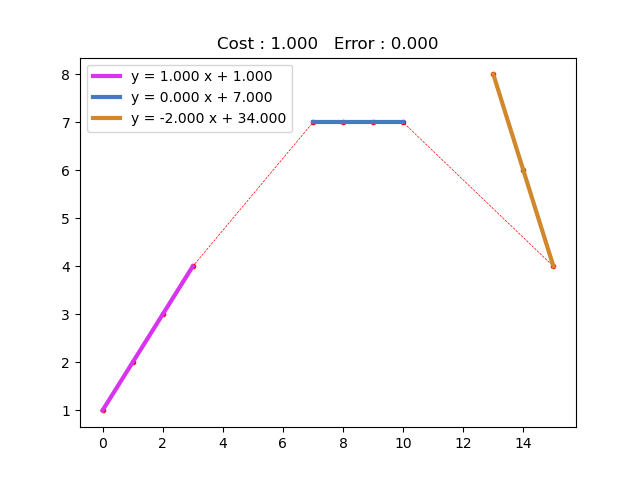 Cost : 1.000   Error : 0.000
y = 1.000 x + 1.000
y = 0.000 x + 7.000
y = -2.000 x + 34.000
8
7
6
5
4
3
2
1
0 2 4 6 8 10 12 14